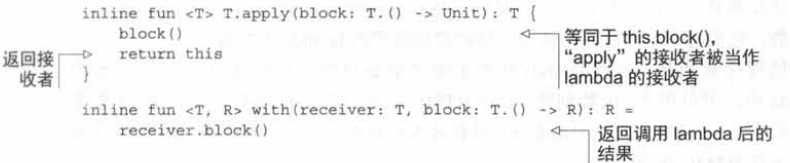 inline fun <T> T.apply(block: T.() -> Unit): T {
block()
等同于 this.block(),
返回接
收者
return this
“apply”的接收者被当作
lambda 的接收者
}
inline fun <T, R> with(receiver: T, block: T.() -> R): R =
receiver.block()
返回调用 lambda 后的
结果